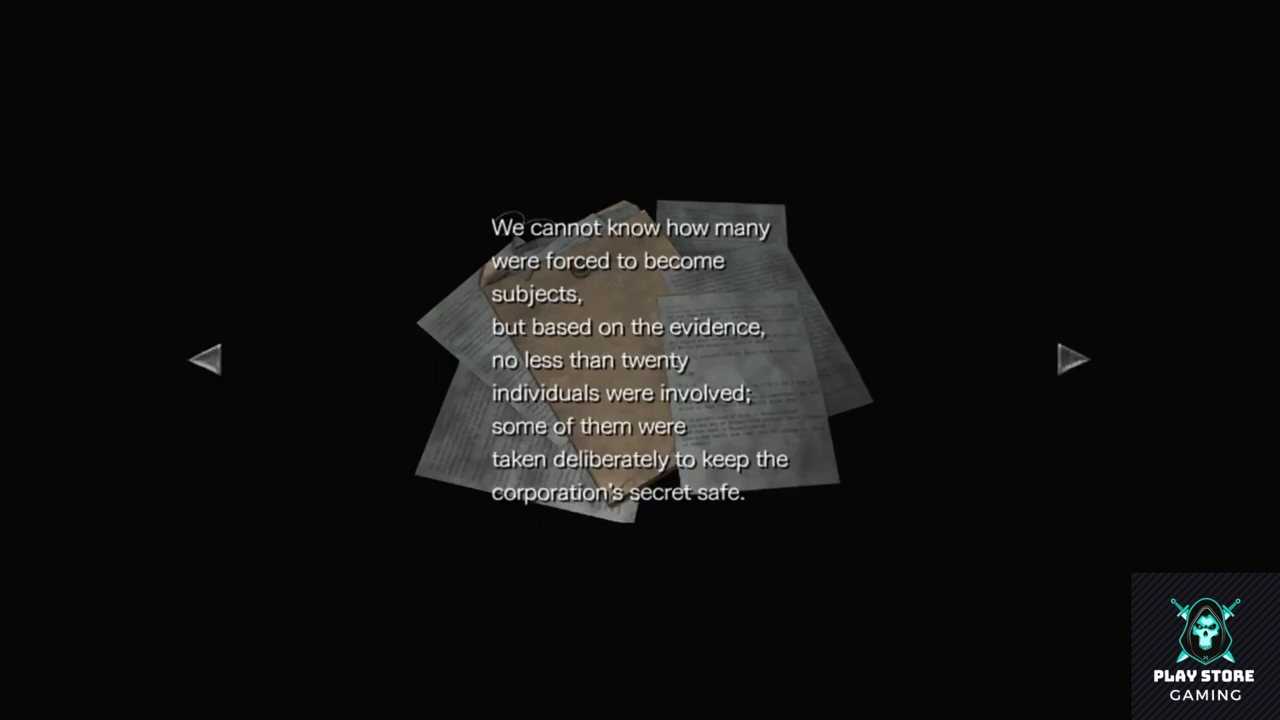 We cannot know how many
were forced to become
subjects,
but based on the evidence,
no less than twenty
individuals were involved;
some of them were
taken deliberately to keep the
corporation's secret safe.
PLAY STORE
GAMING